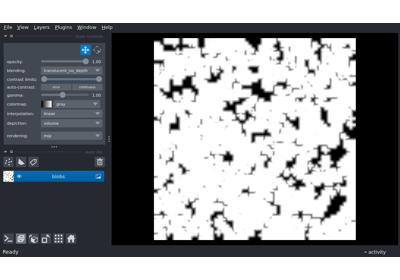 File View Layers Plugins Window Help
opacity: 1.00
blending: translucent_no_depth
contrast limits:
auto-contrast: once continuous
gamma: 1.00
colormap: gray
interpolation: linear
depiction: volume
rendering: mip
blobs
Ready
activity